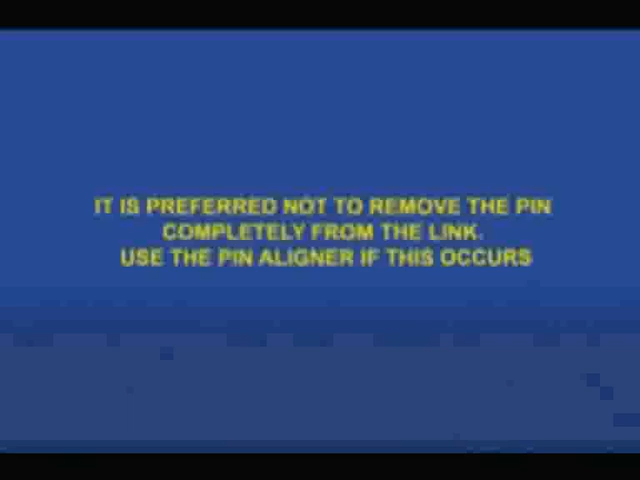 IT IS PREFERRED NOT TO REMOVE THE PIN
COMPLETELY FROM THE LINK.
USE THE PIN ALIGNER IF THIS OCCURS